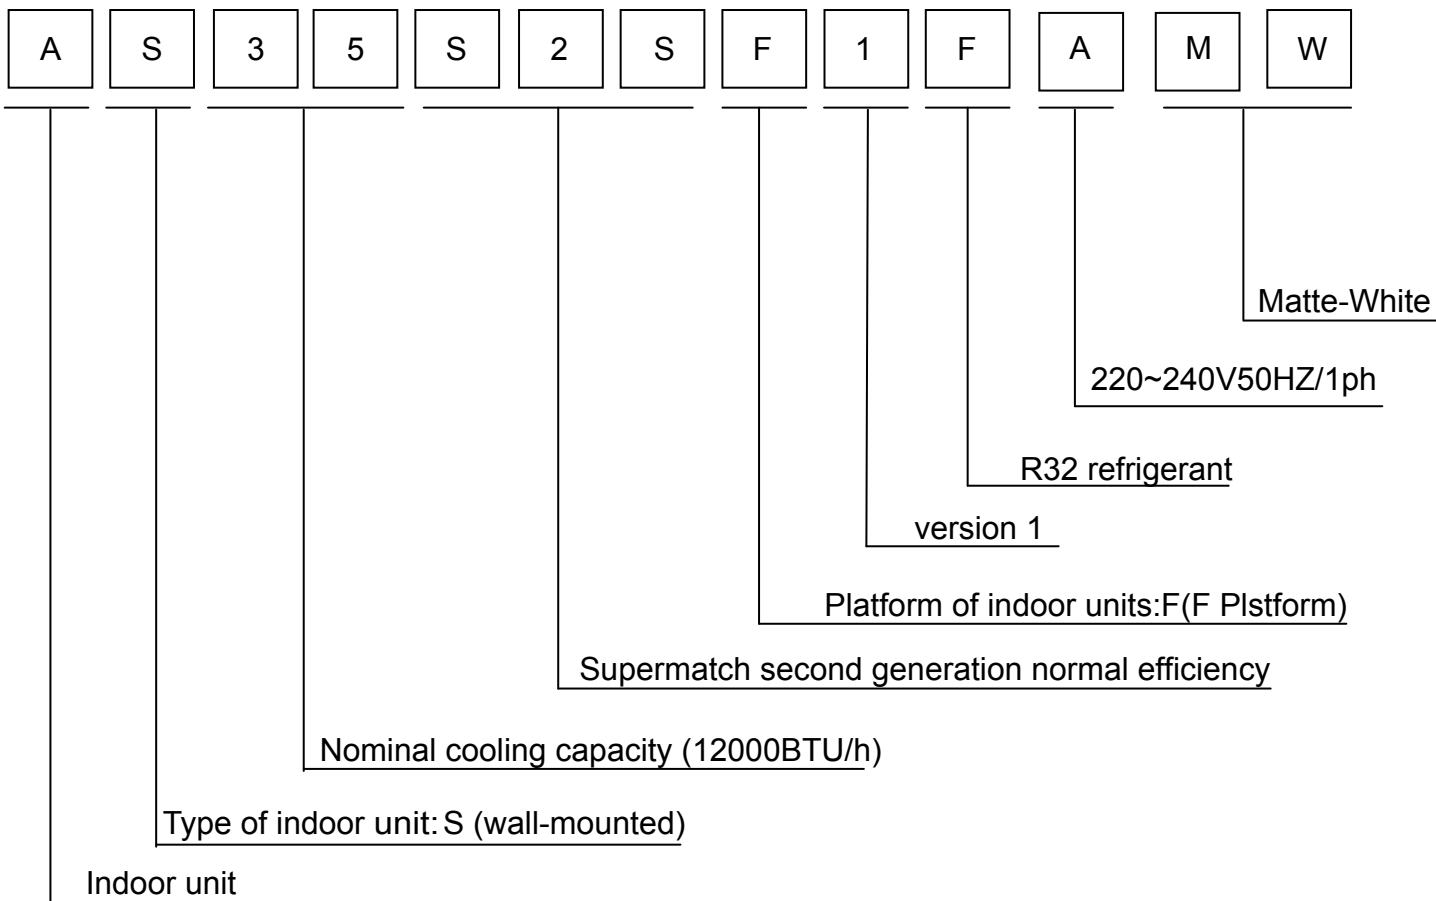 A S 3 5 S 2 S F 1 F A M W
Matte-White
220~240V50HZ/1ph
R32 refrigerant
version 1
Platform of indoor units:F(F Plstform)
Supermatch second generation normal efficiency
Nominal cooling capacity (12000BTU/h)
Type of indoor unit: S (wall-mounted)
Indoor unit